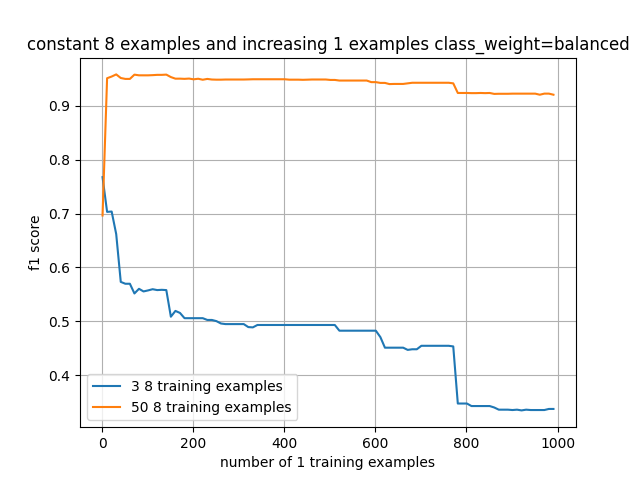 constant 8 examples and increasing 1 examples class_weight=balanced
f1 score
0.9
0.8
0.7
0.6
0.5
0.4
3 8 training examples
50 8 training examples
0 200 400 600 800 1000
number of 1 training examples